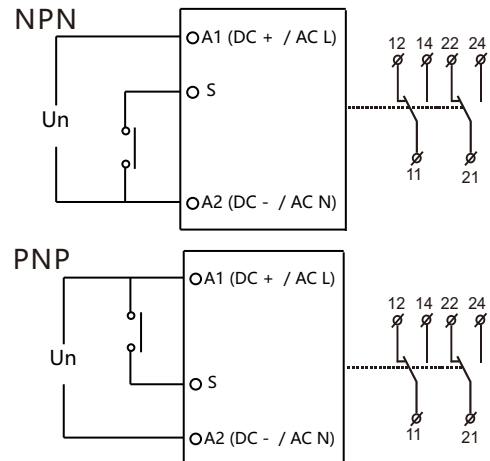 NPN
A1 (DC + / AC L)
12 14 22 24
S
Un
11 21
A2 (DC - / AC N)
PNP
A1 (DC + / AC L)
12 14 22 24
Un
S
11 21
A2 (DC - / AC N)